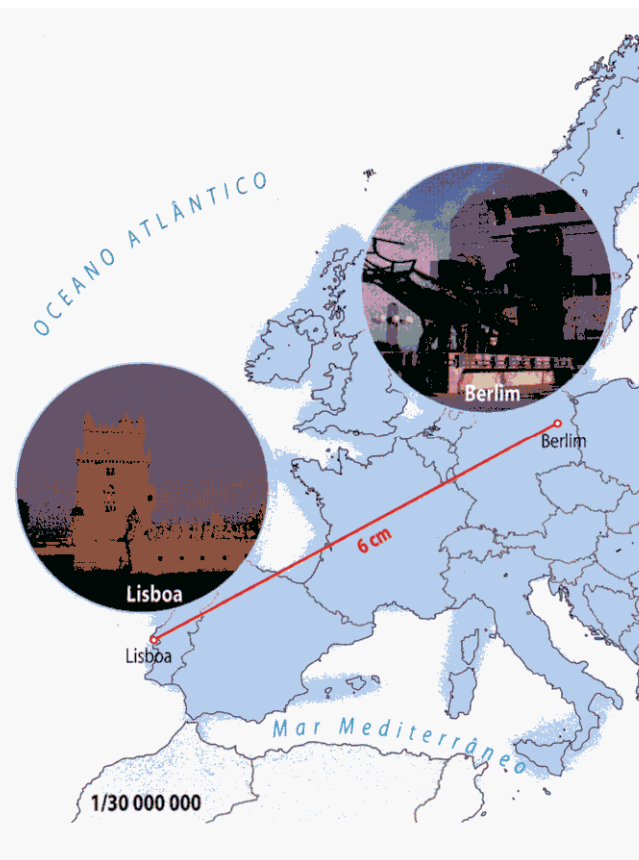 OCEANO ATLÂNTICO
Berlim
Berlim
6 cm
Lisboa
Lisboa
Mar Mediterrâneo
1/30 000 000